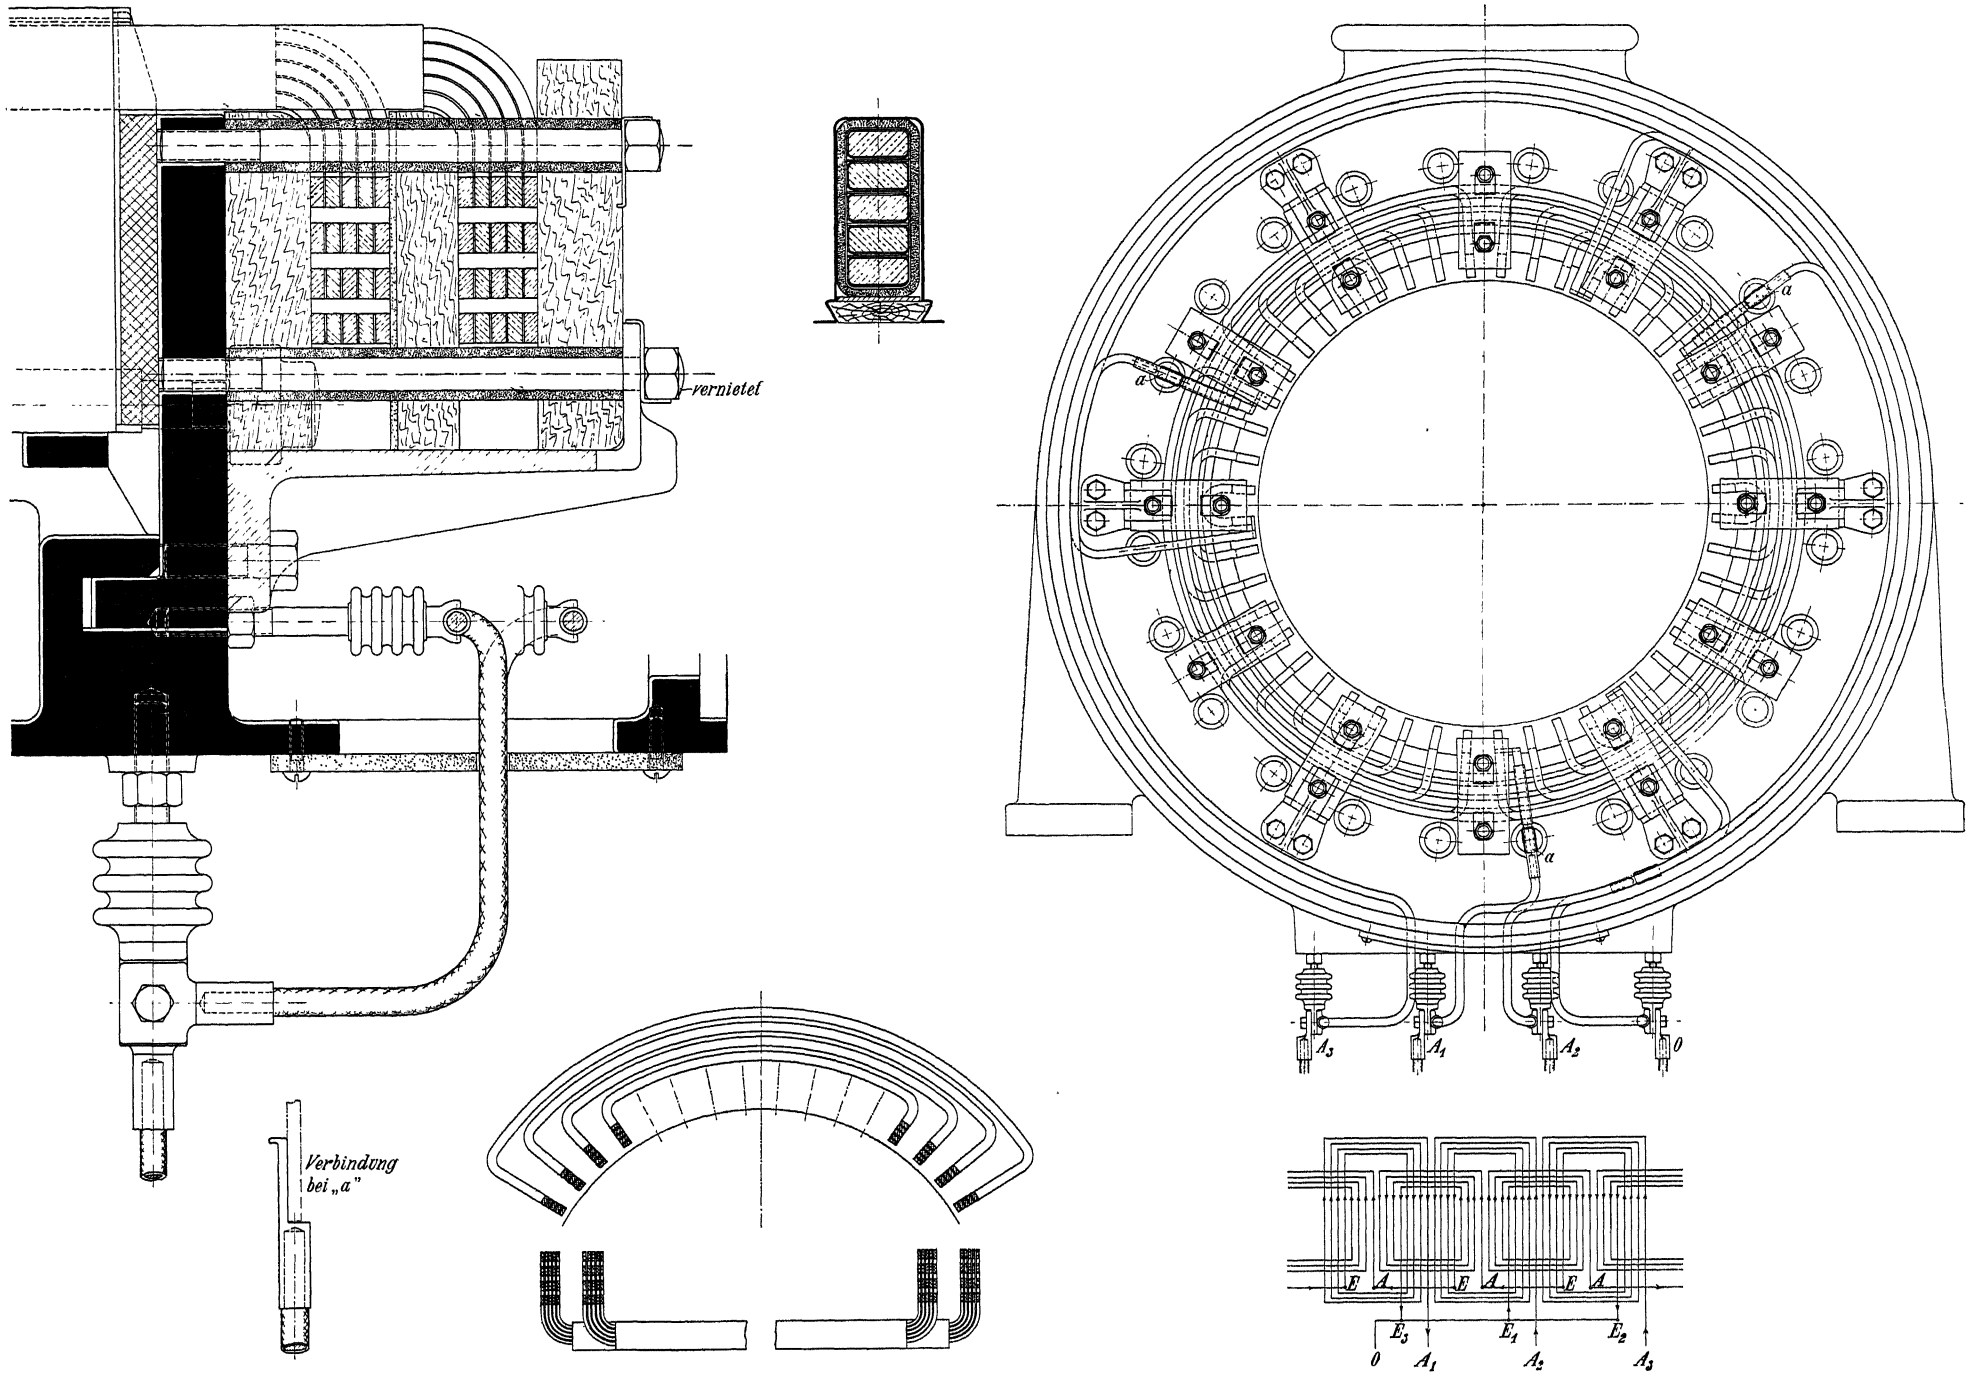 vernietet
a
a
a
A₃
A₁
A₂
0
Verbindung
bei „a”
E
A
E
A
E
A
E₃
E₁
E₂
0
A₁
A₂
A₃